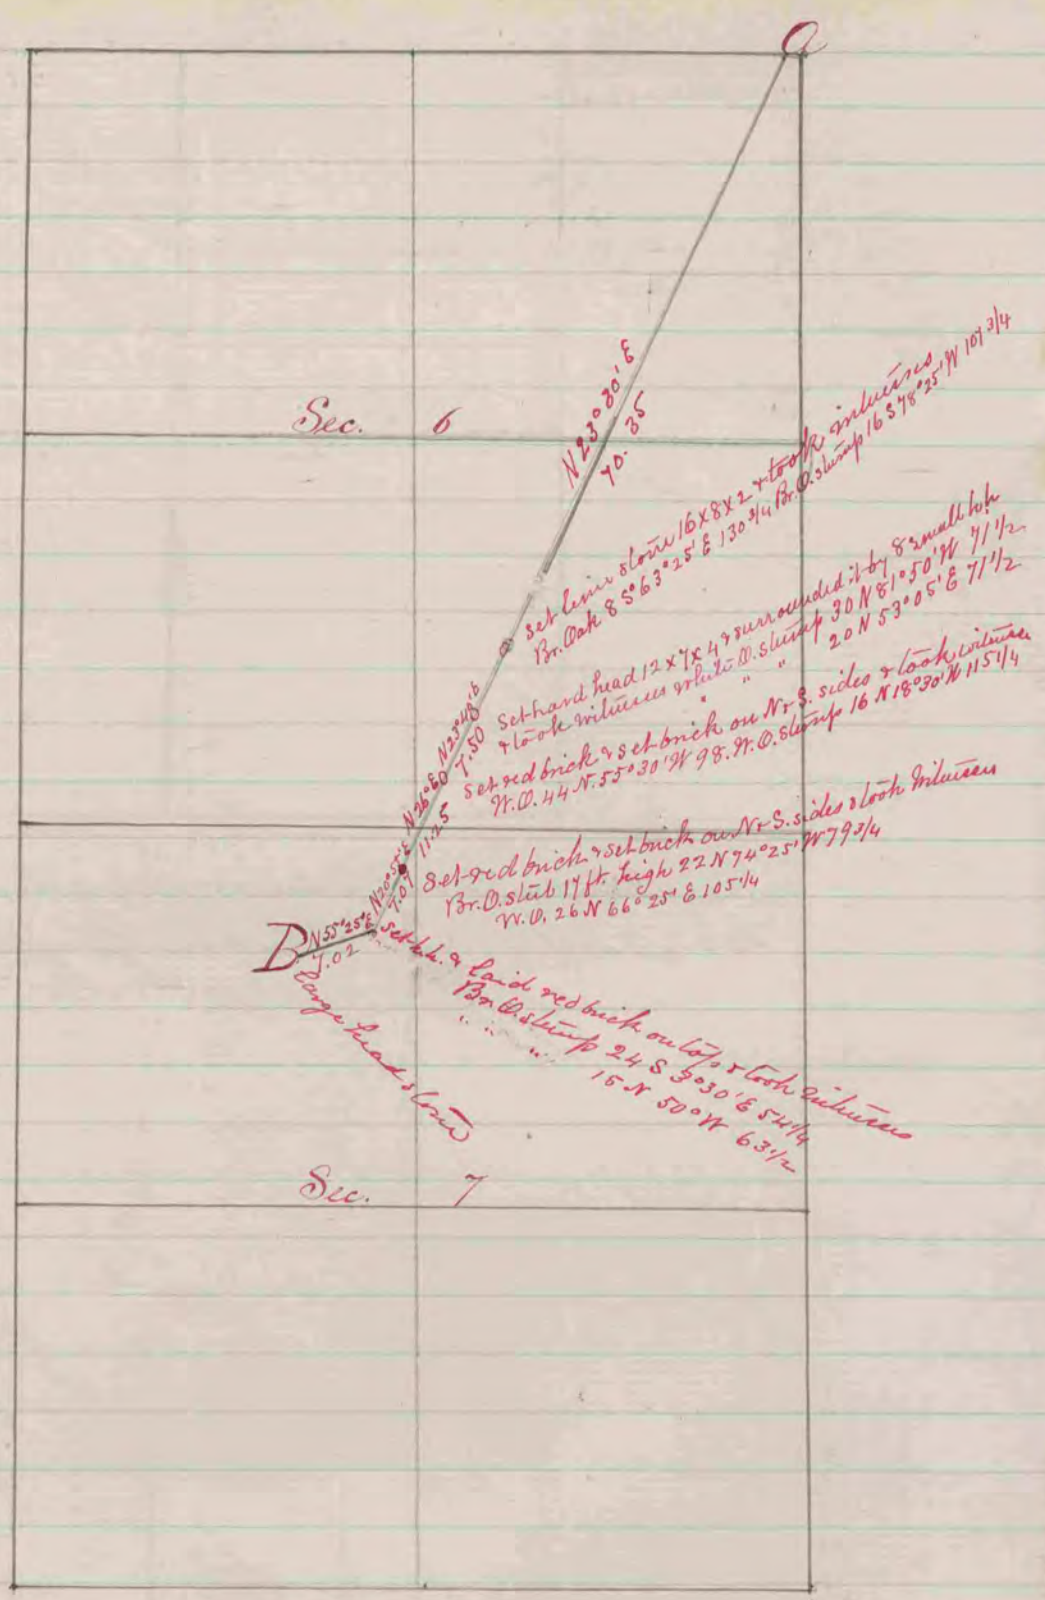 a
N23°30'E
70.35
Sec. 6
set lime stone 16x8x2 & took witnesses
Br. Oak 8 S 63°25'E 130 3/4 Br. O. stump 16 S 78°25'W 107 3/4
N23°48'E
7.50
Set hard head 12x7x4 & surrounded it by 8 small h h
& took witnesses white O. stump 30 N 81°50'W 71 1/2
" " " 20 N 53°05'E 71 1/2
N26°E
11.25
set red brick & set brick on N & S. sides & took witnesses
W. O. 44 N. 55°30'W 98. W. O. stump 16 N 18°30'W 115 1/4
7.07
Set red brick & set brick on N & S. sides & took witnesses
Br. O. stub 17 ft. high 22 N 74°25'W 79 3/4
W. O. 26 N 66°25'E 105 1/4
B
N55°25'E
7.02
set h.h. & laid red brick on top & took witnesses
Br. O. stump 24 S 3°30'E 54 1/4
" " " 15 N 50°W 63 1/2
large head stone
Sec. 7